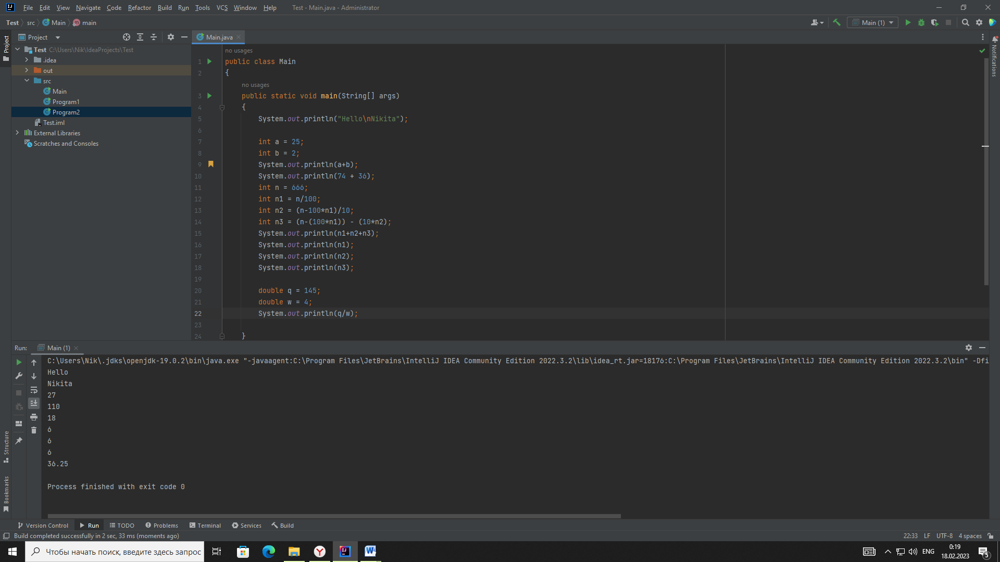 File Edit View Navigate Code Refactor Build Run Tools VCS Window Help Test - Main.java - Administrator
Test src Main main
Main (1)
Project
Main.java
Project
Notifications
Test C:\Users\Nik\IdeaProjects\Test
.idea
out
src
Main
Program1
Program2
Test.iml
External Libraries
Scratches and Consoles
no usages
1 public class Main
2 {
no usages
3 public static void main(String[] args)
4 {
5 System.out.println("Hello\nNikita");
6
7 int a = 25;
8 int b = 2;
9 System.out.println(a+b);
10 System.out.println(74 + 36);
11 int n = 666;
12 int n1 = n/100;
13 int n2 = (n-100*n1)/10;
14 int n3 = (n-(100*n1)) - (10*n2);
15 System.out.println(n1+n2+n3);
16 System.out.println(n1);
17 System.out.println(n2);
18 System.out.println(n3);
19
20 double q = 145;
21 double w = 4;
22 System.out.println(q/w);
23
24 }
Run: Main (1)
C:\Users\Nik\.jdks\openjdk-19.0.2\bin\java.exe "-javaagent:C:\Program Files\JetBrains\IntelliJ IDEA Community Edition 2022.3.2\lib\idea_rt.jar=18176:C:\Program Files\JetBrains\IntelliJ IDEA Community Edition 2022.3.2\bin" -Dfi
Hello
Nikita
27
110
18
6
6
6
36.25
Process finished with exit code 0
Structure
Bookmarks
Version Control Run TODO Problems Terminal Services Build
Build completed successfully in 2 sec, 33 ms (moments ago)
22:33 LF UTF-8 4 spaces
Чтобы начать поиск, введите здесь запрос
ENG
0:19
18.02.2023
5